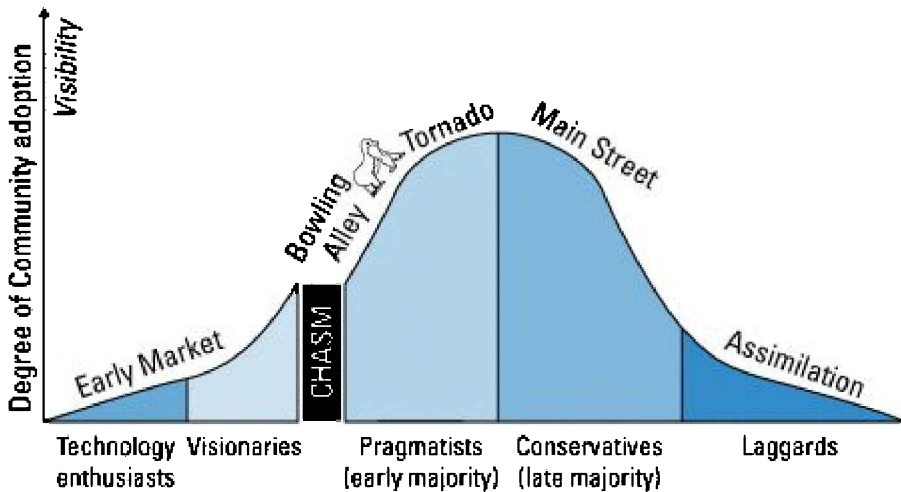 Degree of Community adoption
Visibility
Early Market
CHASM
Bowling
Alley
Tornado
Main Street
Assimilation
Technology
enthusiasts
Visionaries
Pragmatists
(early majority)
Conservatives
(late majority)
Laggards